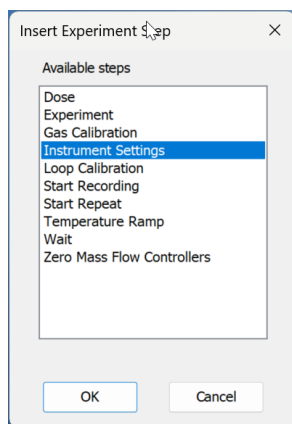 Insert Experiment Step
Available steps
Dose
Experiment
Gas Calibration
Instrument Settings
Loop Calibration
Start Recording
Start Repeat
Temperature Ramp
Wait
Zero Mass Flow Controllers
OK
Cancel